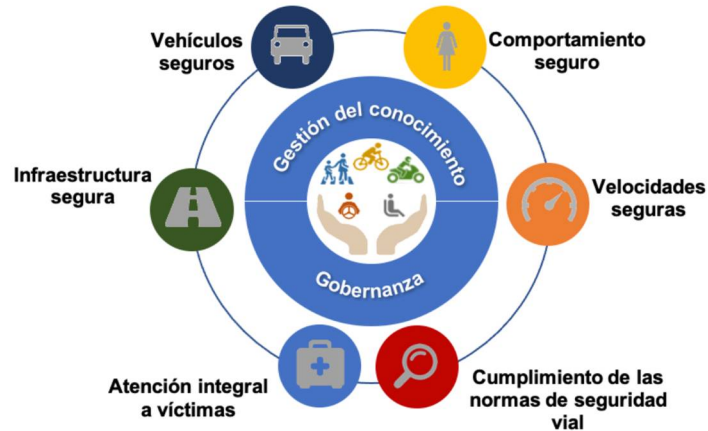 Vehículos
seguros
Comportamiento
seguro
Gestión del conocimiento
Infraestructura
segura
Velocidades
seguras
Gobernanza
Atención integral
a víctimas
Cumplimiento de las
normas de seguridad
vial